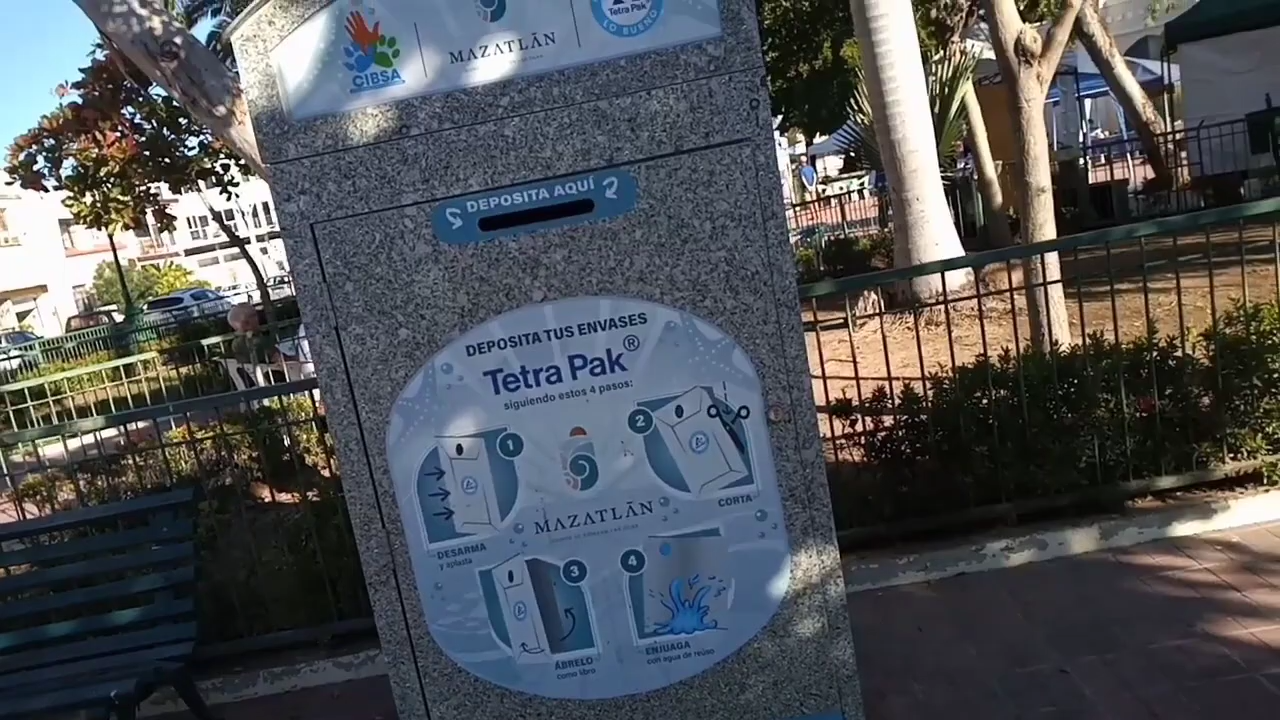 CIBSA
MAZATLĀN
Tetra Pak
LO BUENO
DEPOSITA AQUÍ
DEPOSITA TUS ENVASES
Tetra Pak®
siguiendo estos 4 pasos:
1
2
CORTA
MAZATLĀN
DESARMA
y aplasta
3
4
ÁBRELO
como libro
ENJUAGA
con agua de reúso